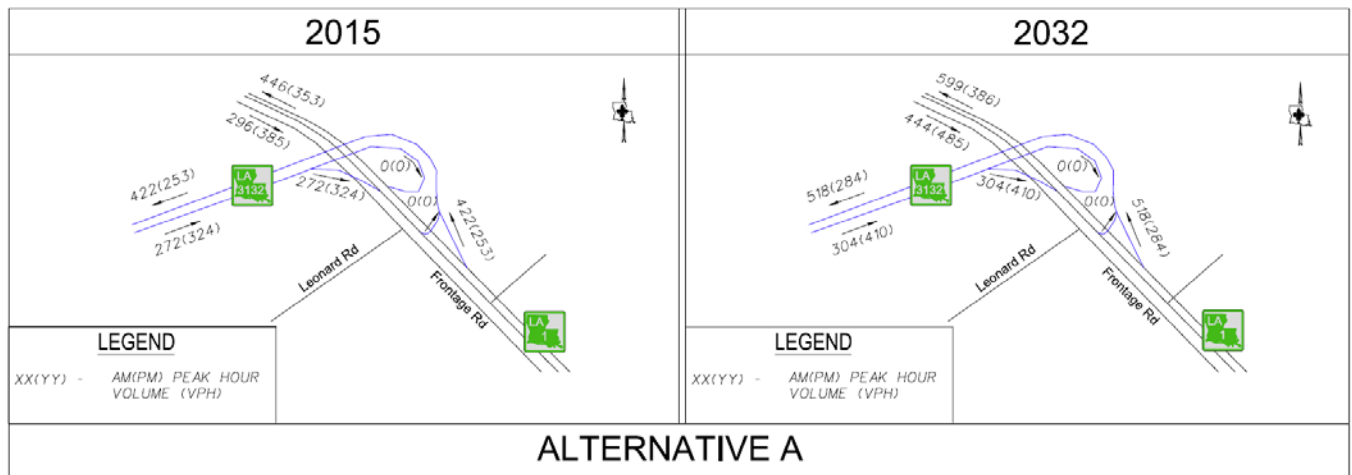 2015
446(353)
296(385)
0(0)
LA
3132
272(324)
422(253)
0(0)
422(253)
272(324)
Leonard Rd
Frontage Rd
LA
1
LEGEND
XX(YY) - AM(PM) PEAK HOUR
VOLUME (VPH)
2032
599(386)
444(485)
0(0)
LA
3132
304(410)
518(284)
0(0)
518(284)
304(410)
Leonard Rd
Frontage Rd
LA
1
LEGEND
XX(YY) - AM(PM) PEAK HOUR
VOLUME (VPH)
ALTERNATIVE A